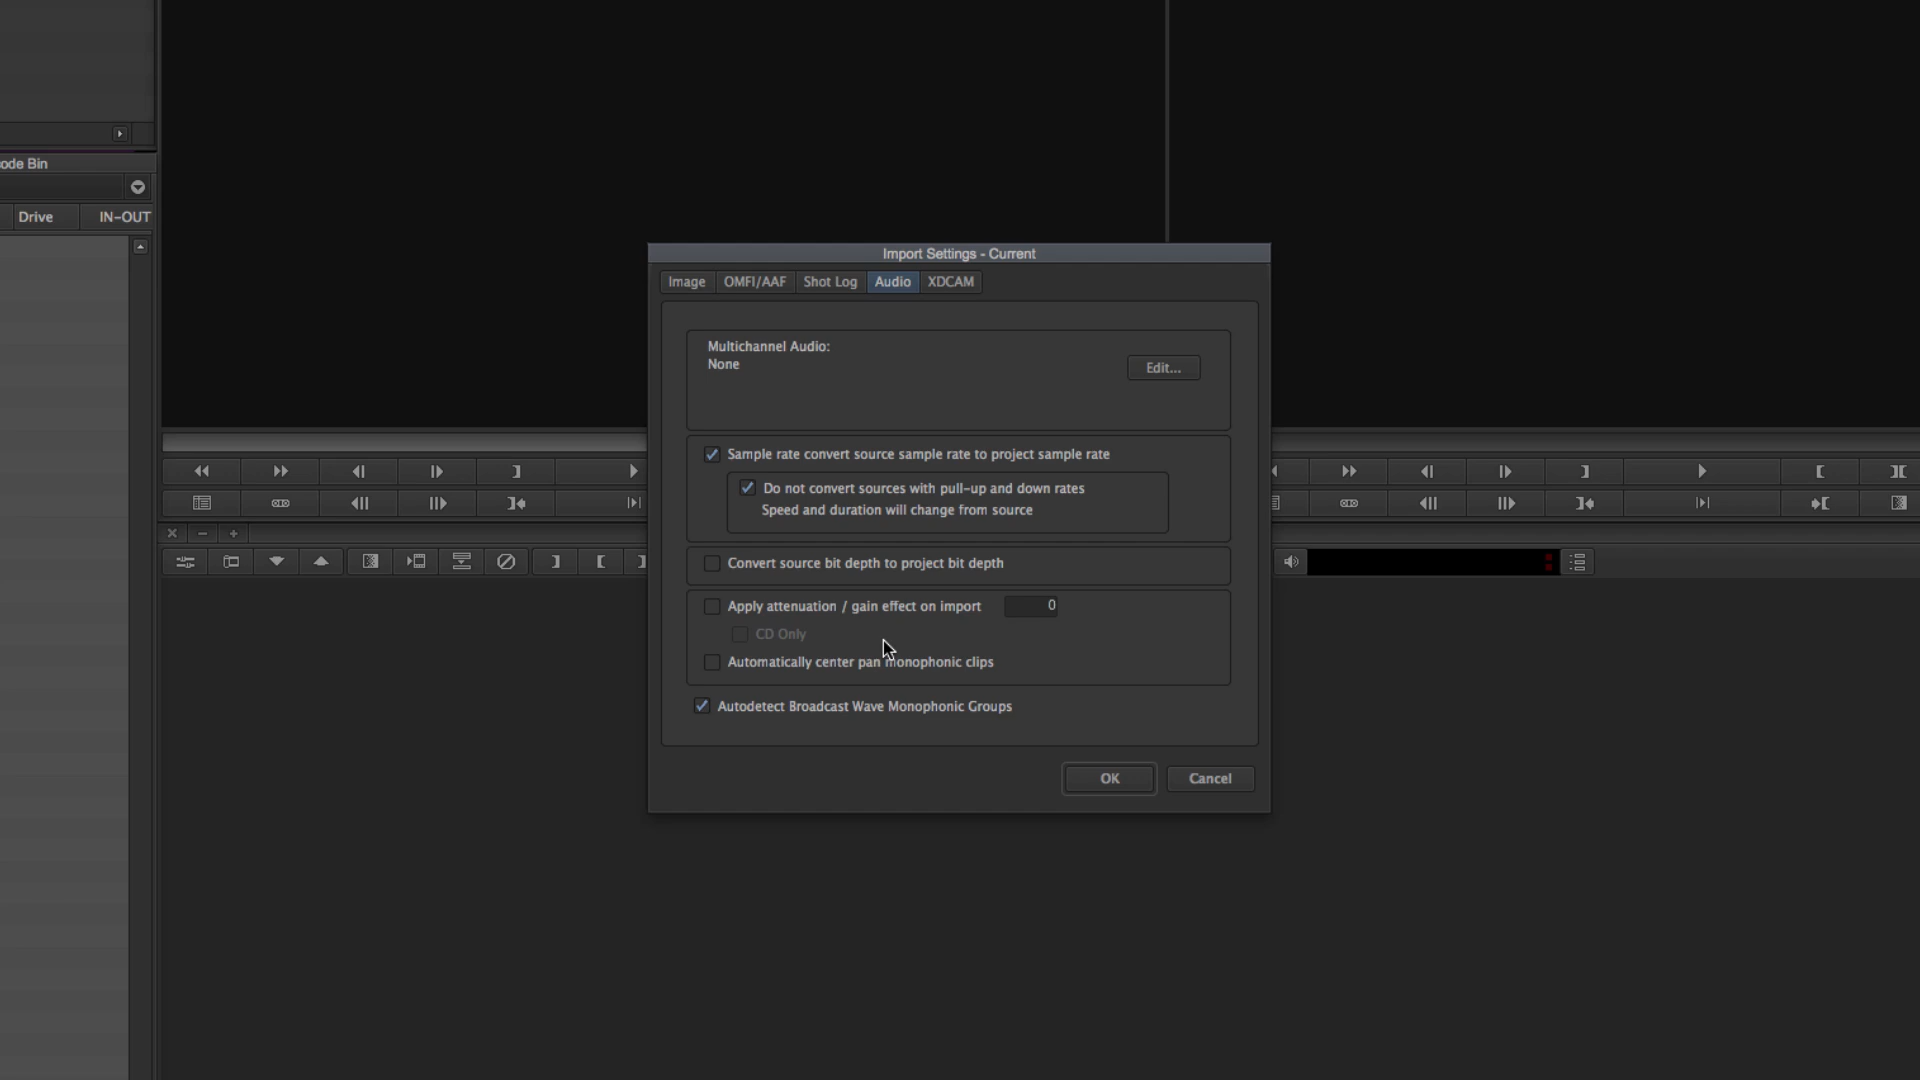 ode Bin
Drive IN-OUT
Import Settings - Current
Image OMFI/AAF Shot Log Audio XDCAM
Multichannel Audio:
None
Edit...
Sample rate convert source sample rate to project sample rate
Do not convert sources with pull-up and down rates
Speed and duration will change from source
Convert source bit depth to project bit depth
Apply attenuation / gain effect on import 0
CD Only
Automatically center pan monophonic clips
Autodetect Broadcast Wave Monophonic Groups
OK Cancel